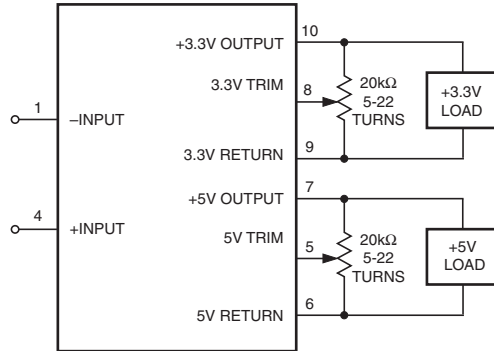 +3.3V OUTPUT
10
3.3V TRIM
8
20kΩ
5-22
TURNS
+3.3V
LOAD
1
–INPUT
3.3V RETURN
9
+5V OUTPUT
7
4
+INPUT
5V TRIM
5
20kΩ
5-22
TURNS
+5V
LOAD
5V RETURN
6